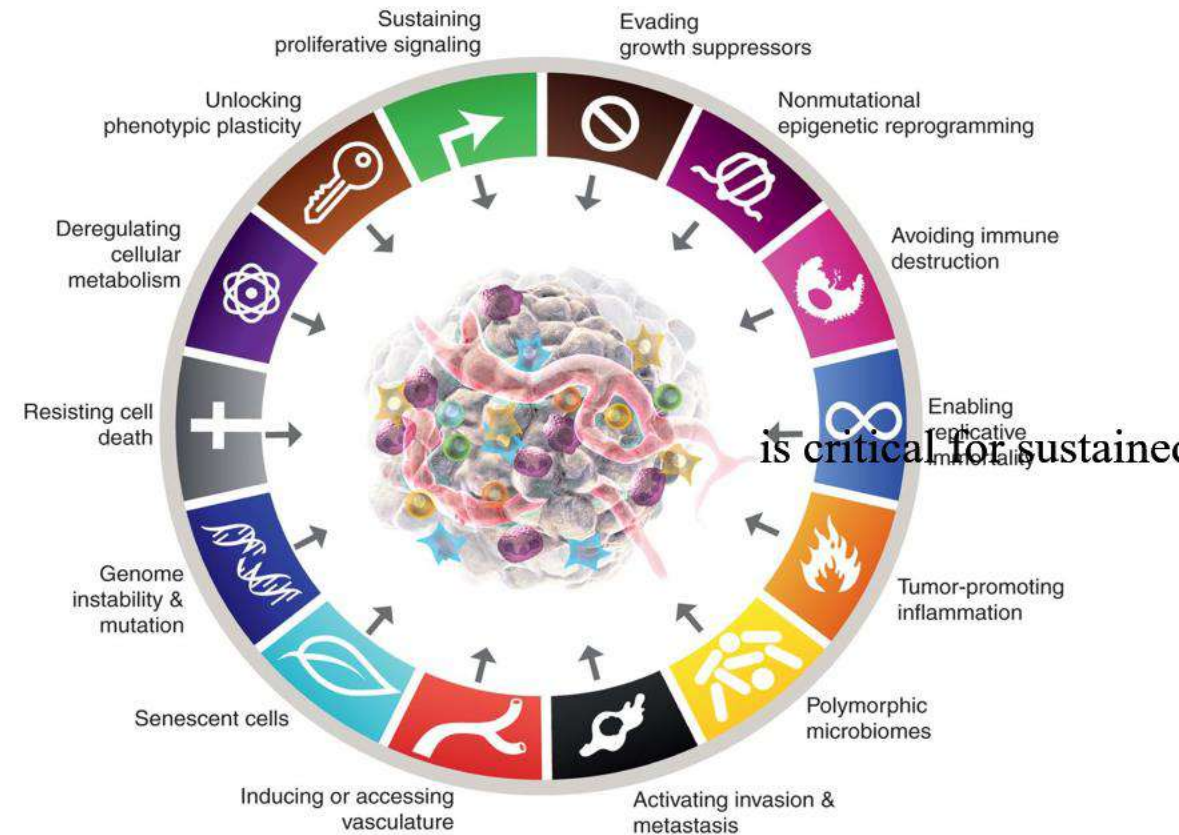 Sustaining
proliferative signaling
Evading
growth suppressors
Nonmutational
epigenetic reprogramming
Avoiding immune
destruction
Enabling
replicative
immortality
is critical for sustained
Tumor-promoting
inflammation
Polymorphic
microbiomes
Activating invasion &
metastasis
Inducing or accessing
vasculature
Senescent cells
Genome
instability &
mutation
Resisting cell
death
Deregulating
cellular
metabolism
Unlocking
phenotypic plasticity